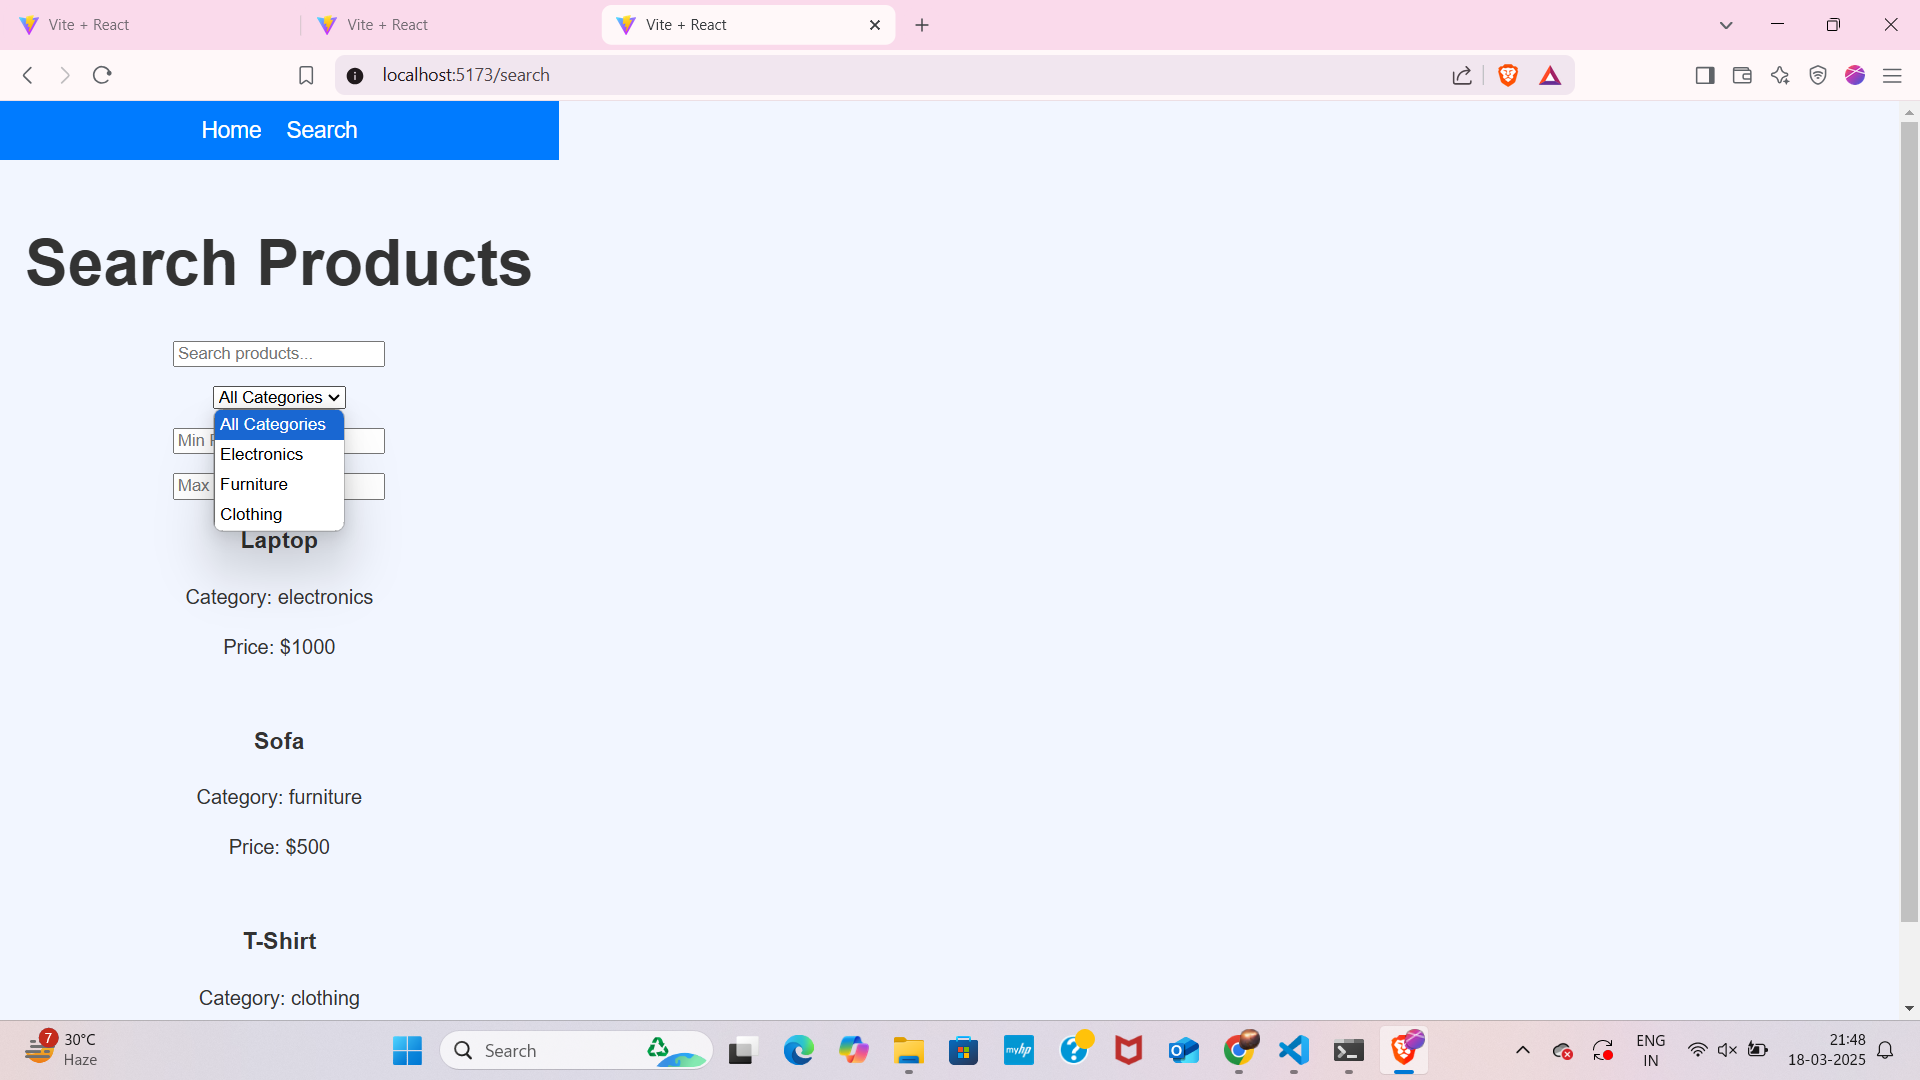 Vite + React
Vite + React
Vite + React
localhost:5173/search
Home Search
Search Products
Search products...
All Categories
All Categories
Min P
Electronics
Max
Furniture
Clothing
Laptop
Category: electronics
Price: $1000
Sofa
Category: furniture
Price: $500
T-Shirt
Category: clothing
7
30°C
Haze
Search
myhp
ENG
IN
21:48
18-03-2025